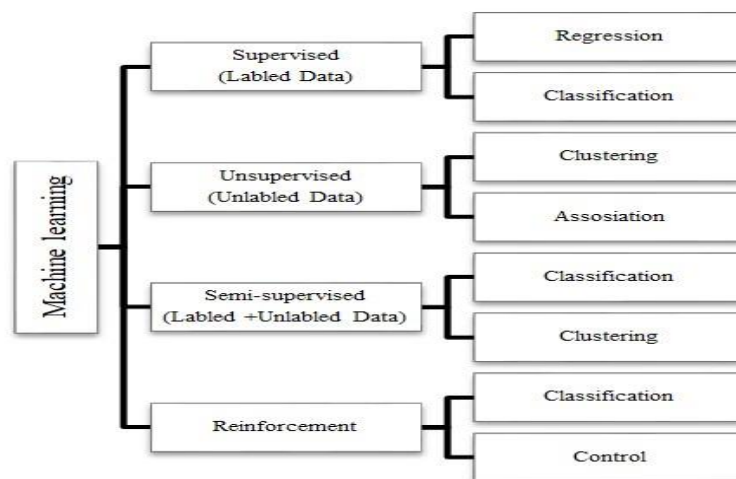 Machine learning
Supervised
(Labled Data)
Regression
Classification
Unsupervised
(Unlabled Data)
Clustering
Assosiation
Semi-supervised
(Labled +Unlabled Data)
Classification
Clustering
Reinforcement
Classification
Control